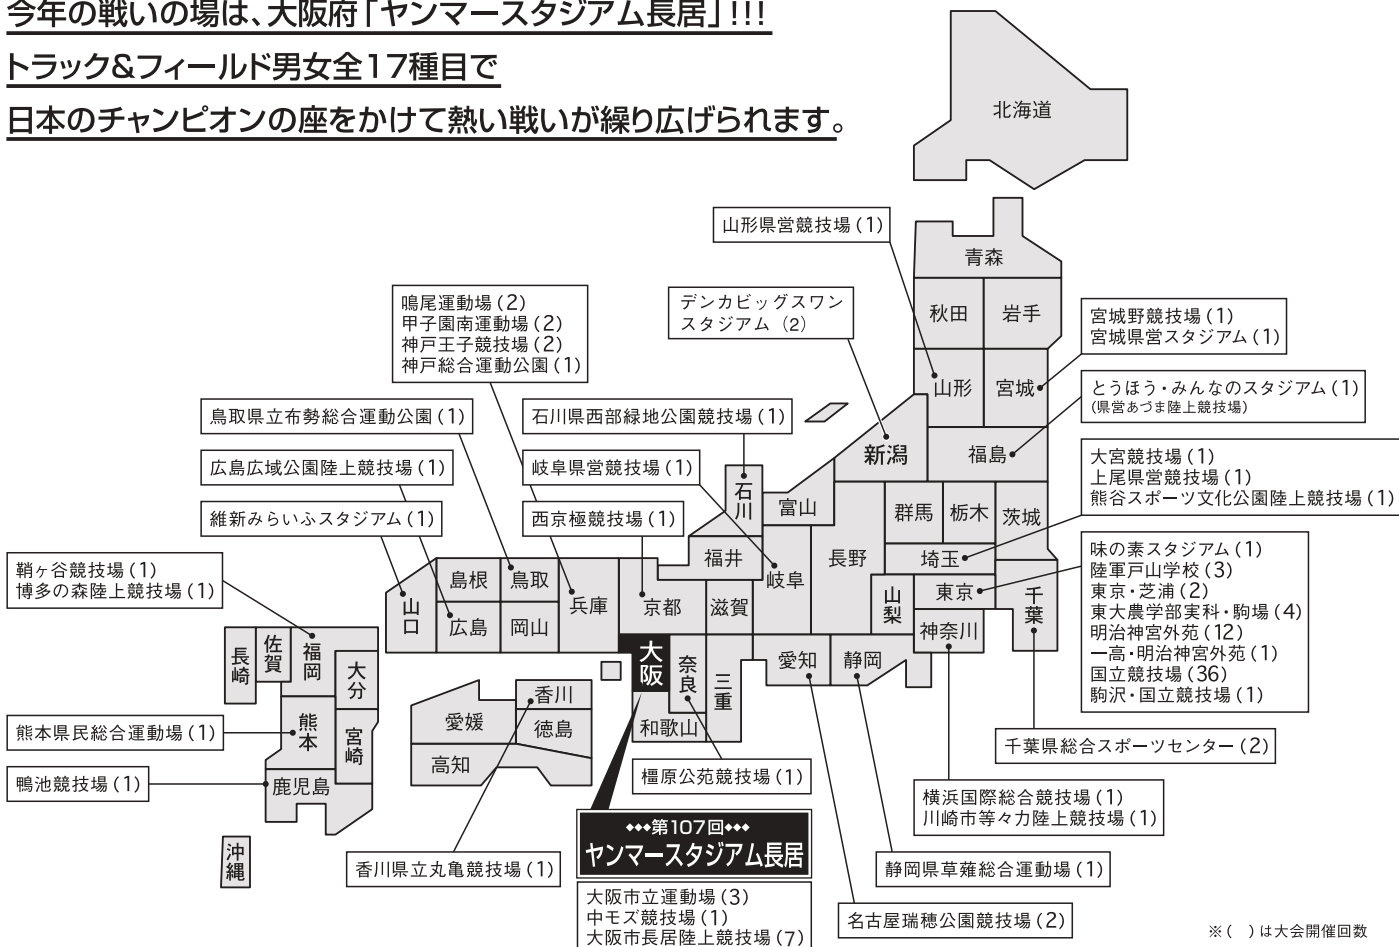 今年の戦いの場は、大阪府「ヤンマースタジアム長居」!!!
トラック&フィールド男女全17種目で
日本のチャンピオンの座をかけて熱い戦いが繰り広げられます。
北海道
山形県営競技場(1)
青森
秋田
岩手
鳴尾運動場(2)
甲子園南運動場(2)
神戸王子競技場(2)
神戸総合運動公園(1)
デンカビッグスワン
スタジアム(2)
宮城野競技場(1)
宮城県営スタジアム(1)
山形
宮城
とうほう・みんなのスタジアム(1)
(県営あづま陸上競技場)
鳥取県立布勢総合運動公園(1)
石川県西部緑地公園競技場(1)
新潟
福島
広島広域公園陸上競技場(1)
岐阜県営競技場(1)
大宮競技場(1)
上尾県営競技場(1)
熊谷スポーツ文化公園陸上競技場(1)
石川
富山
群馬
栃木
茨城
維新みらいふスタジアム(1)
西京極競技場(1)
福井
長野
埼玉
味の素スタジアム(1)
陸軍戸山学校(3)
東京・芝浦(2)
東大農学部実科・駒場(4)
明治神宮外苑(12)
一高・明治神宮外苑(1)
国立競技場(36)
駒沢・国立競技場(1)
鞘ヶ谷競技場(1)
博多の森陸上競技場(1)
島根
鳥取
岐阜
山梨
東京
千葉
山口
広島
岡山
兵庫
京都
滋賀
神奈川
長崎
佐賀
福岡
大分
大阪
奈良
三重
愛知
静岡
熊本県民総合運動場(1)
熊本
宮崎
愛媛
香川
徳島
高知
和歌山
千葉県総合スポーツセンター(2)
鴨池競技場(1)
鹿児島
橿原公苑競技場(1)
横浜国際総合競技場(1)
川崎市等々力陸上競技場(1)
沖縄
香川県立丸亀競技場(1)
◆◆◆第107回◆◆◆
ヤンマースタジアム長居
静岡県草薙総合運動場(1)
大阪市立運動場(3)
中モズ競技場(1)
大阪市長居陸上競技場(7)
名古屋瑞穂公園競技場(2)
※( )は大会開催回数